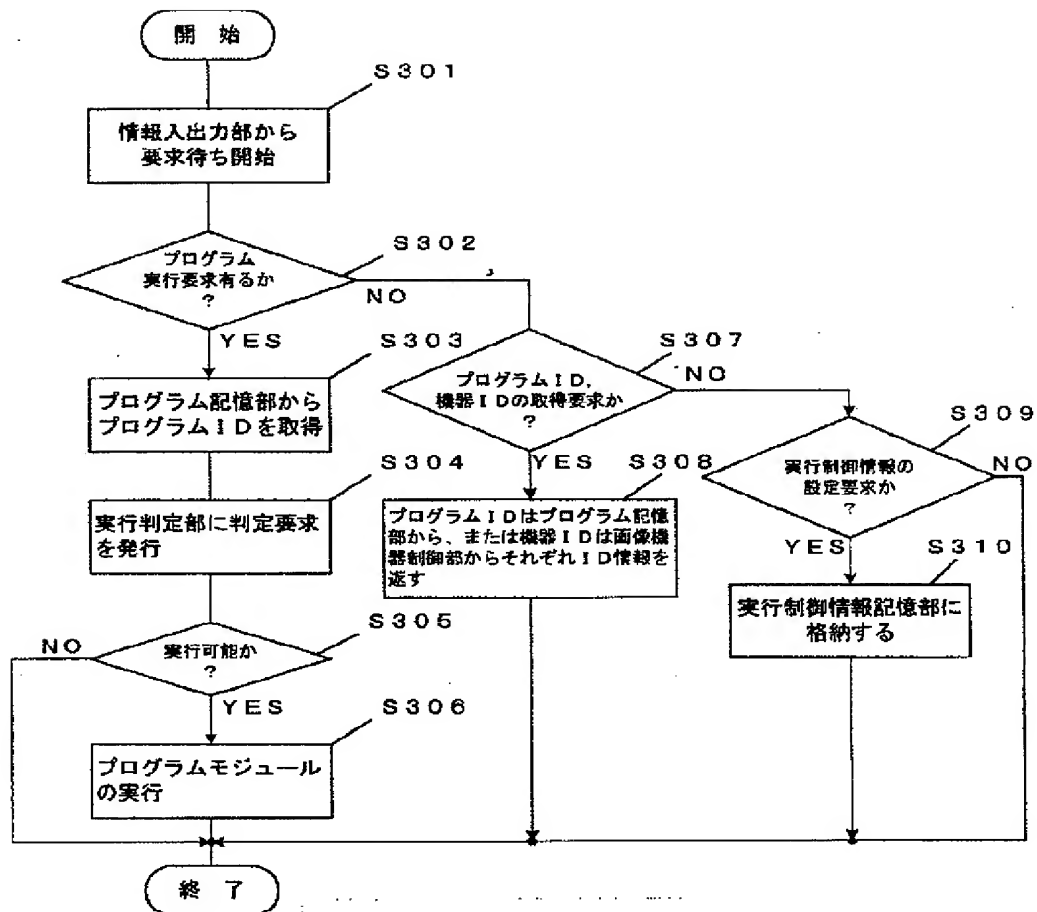 開 始
S301
情報入出力部から
要求待ち開始
S302
プログラム
実行要求有るか
?
NO
YES
S303
プログラム記憶部から
プログラムIDを取得
S304
実行判定部に判定要求
を発行
S305
実行可能か
?
NO
YES
S306
プログラムモジュール
の実行
S307
プログラムID,
機器IDの取得要求か
?
NO
YES
S308
プログラムIDはプログラム記憶
部から、または機器IDは画像機
器制御部からそれぞれID情報を
返す
S309
実行制御情報の
設定要求か
?
NO
YES
S310
実行制御情報記憶部に
格納する
終 了